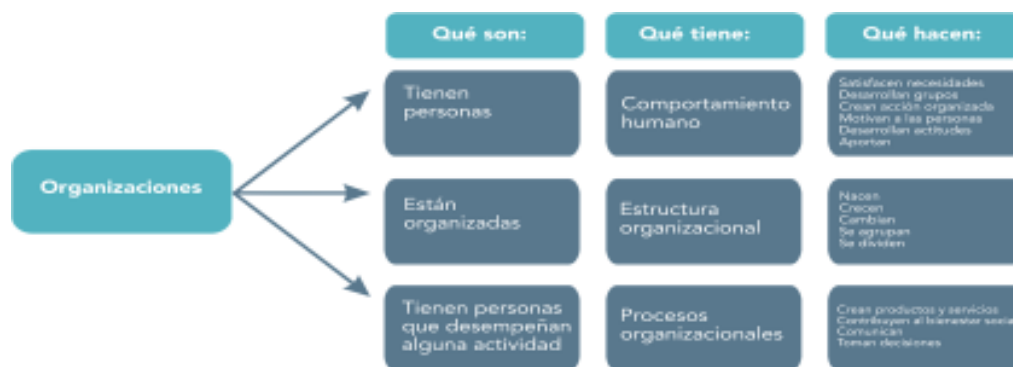 Qué son:
Qué tiene:
Qué hacen:
Organizaciones
Tienen
personas
Comportamiento
humano
Satisfacen necesidades
Desarrollan grupos
Crean acción organizada
Motivan a las personas
Desarrollan actitudes
Aportan
Están
organizadas
Estructura
organizacional
Nacen
Crecen
Cambian
Se agrupan
Se dividen
Tienen personas
que desempeñan
alguna actividad
Procesos
organizacionales
Crean productos y servicios
Contribuyen al bienestar social
Comunican
Toman decisiones